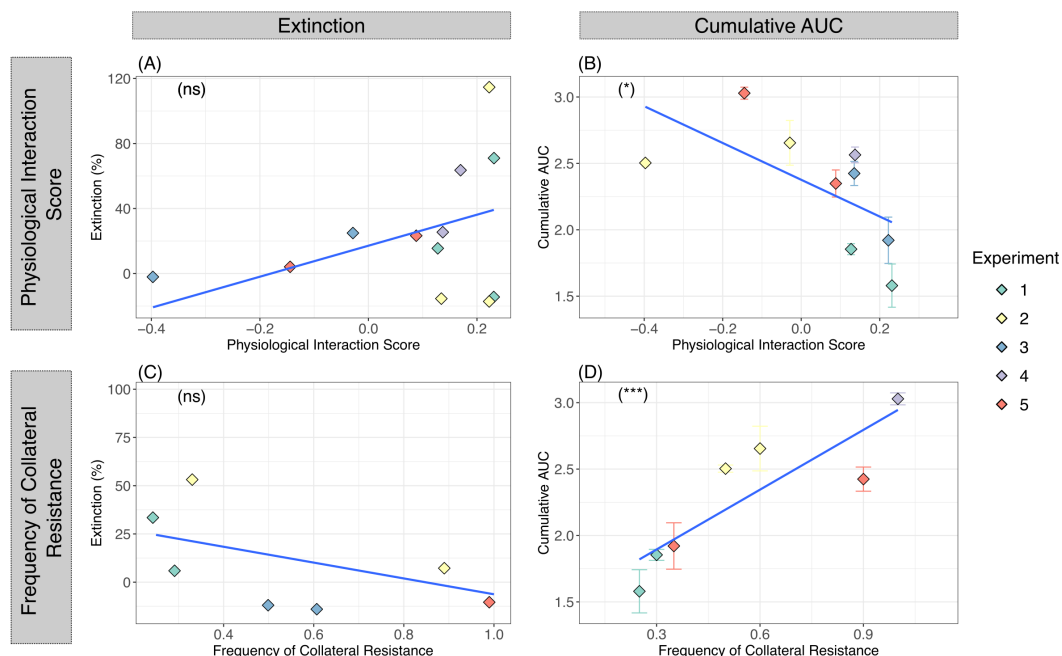 Extinction
Cumulative AUC
Physiological Interaction
Score
(A)
(ns)
Extinction (%)
120
80
40
0
−0.4
−0.2
0.0
0.2
Physiological Interaction Score
(B)
(*)
Cumulative AUC
3.0
2.5
2.0
1.5
−0.4
−0.2
0.0
0.2
Physiological Interaction Score
Experiment
1
2
3
4
5
Frequency of Collateral
Resistance
(C)
(ns)
Extinction (%)
100
75
50
25
0
0.4
0.6
0.8
1.0
Frequency of Collateral Resistance
(D)
(***)
Cumulative AUC
3.0
2.5
2.0
1.5
0.3
0.6
0.9
Frequency of Collateral Resistance